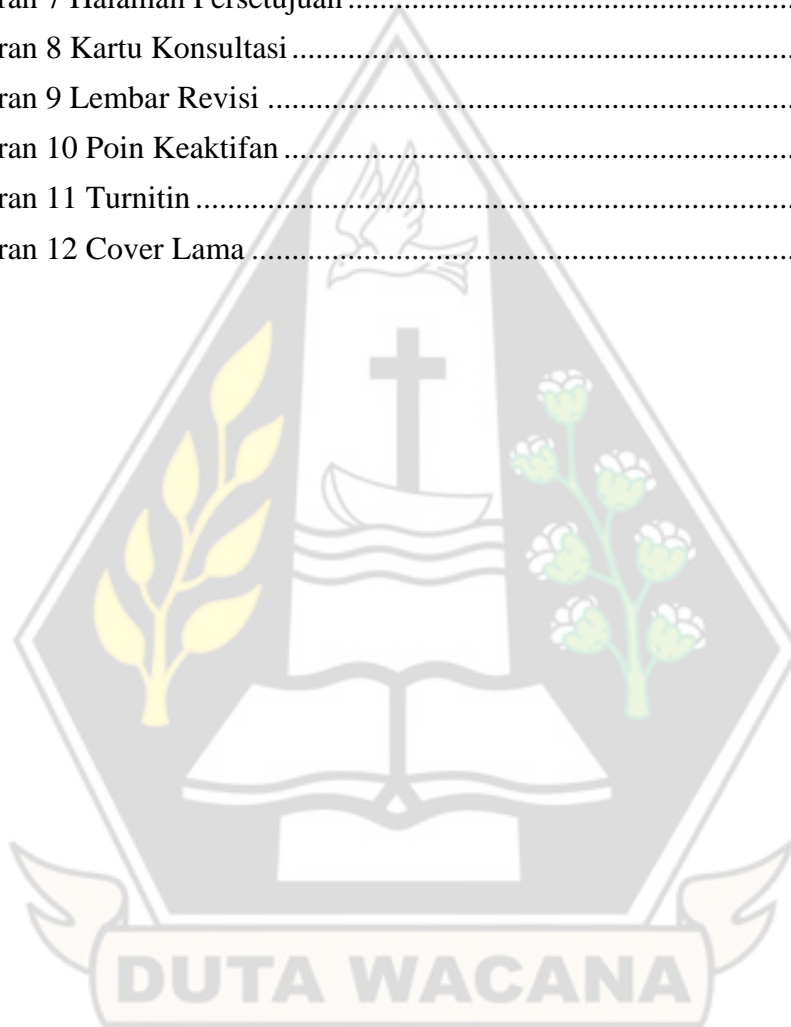 ran 7 Halaman Persetujuan................................................................
ran 8 Kartu Konsultasi................................................................
ran 9 Lembar Revisi ................................................................
ran 10 Poin Keaktifan................................................................
ran 11 Turnitin................................................................
ran 12 Cover Lama................................................................
DUTA WACANA